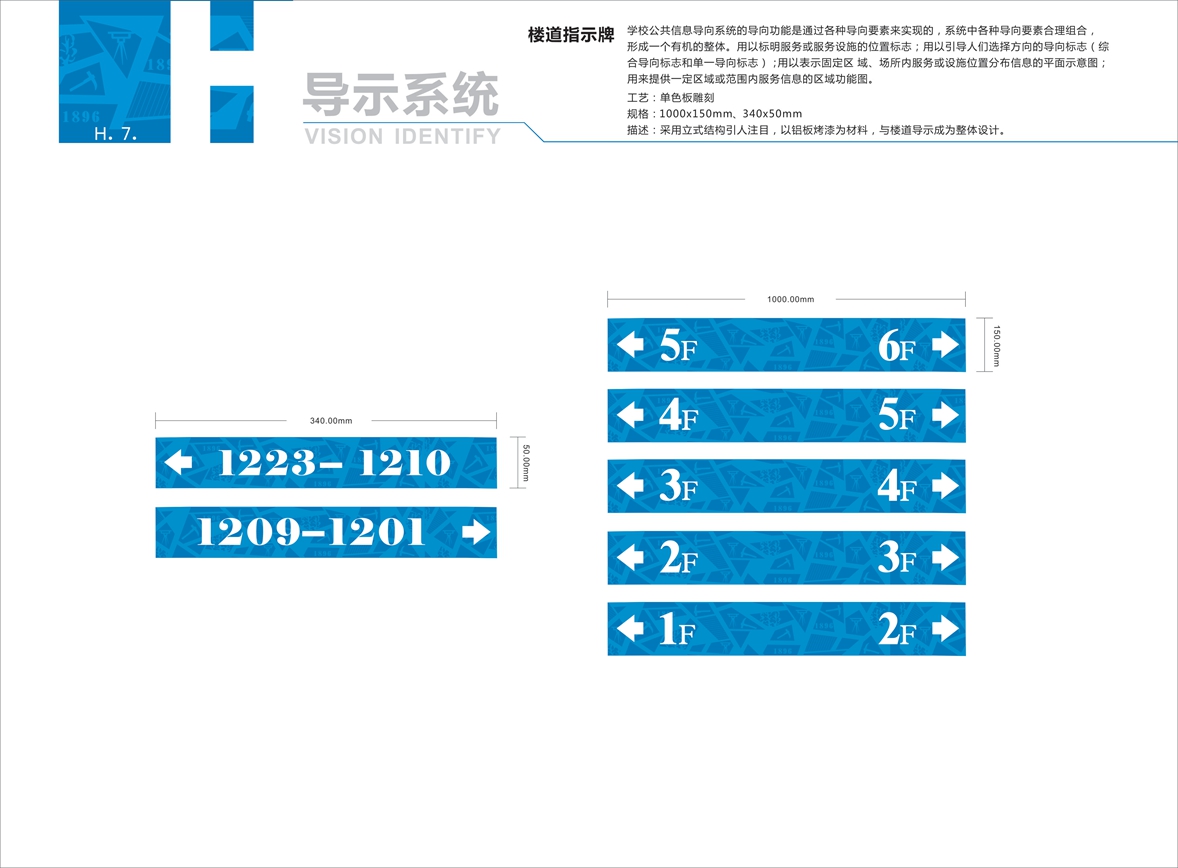 H. 7.
导示系统
VISION IDENTIFY
楼道指示牌
学校公共信息导向系统的导向功能是通过各种导向要素来实现的，系统中各种导向要素合理组合，
形成一个有机的整体。用以标明服务或服务设施的位置标志；用以引导人们选择方向的导向标志（综
合导向标志和单一导向标志）；用以表示固定区 域、场所内服务或设施位置分布信息的平面示意图；
用来提供一定区域或范围内服务信息的区域功能图。
工艺：单色板雕刻
规格：1000x150mm、340x50mm
描述：采用立式结构引人注目，以铝板烤漆为材料，与楼道导示成为整体设计。
340.00mm
50.00mm
1223- 1210
1209-1201
1000.00mm
150.00mm
5F 6F
4F 5F
3F 4F
2F 3F
1F 2F
1896